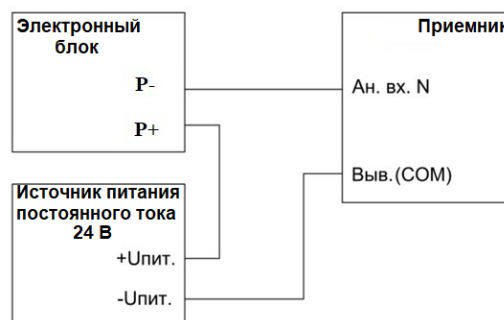 Электронный
блок
P-
P+
Источник питания
постоянного тока
24 В
+Uпит.
-Uпит.
Приемник
Ан. вх. N
Выв.(COM)